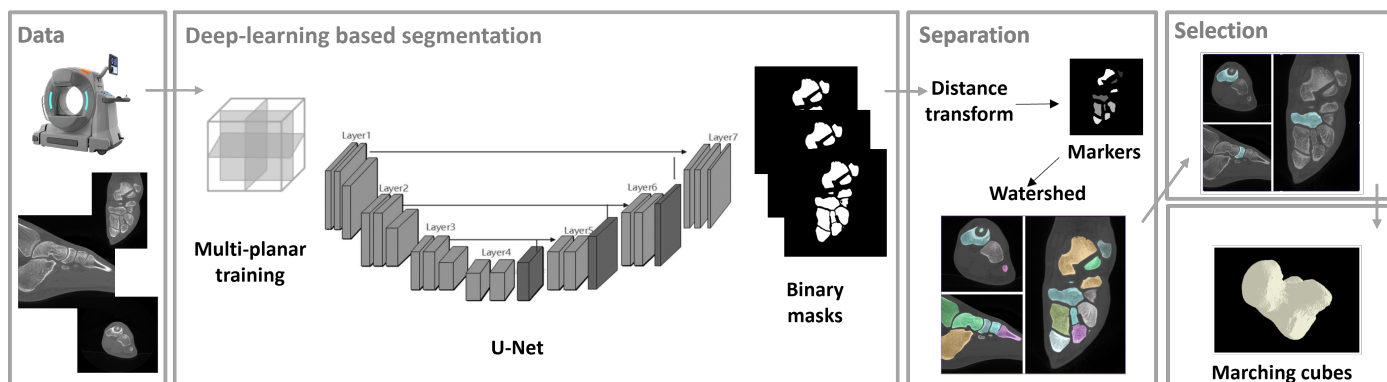 Data
Deep-learning based segmentation
Separation
Selection
Multi-planar
training
Layer1
Layer2
Layer3
Layer4
Layer5
Layer6
Layer7
U-Net
Binary
masks
Distance
transform
Markers
Watershed
Marching cubes